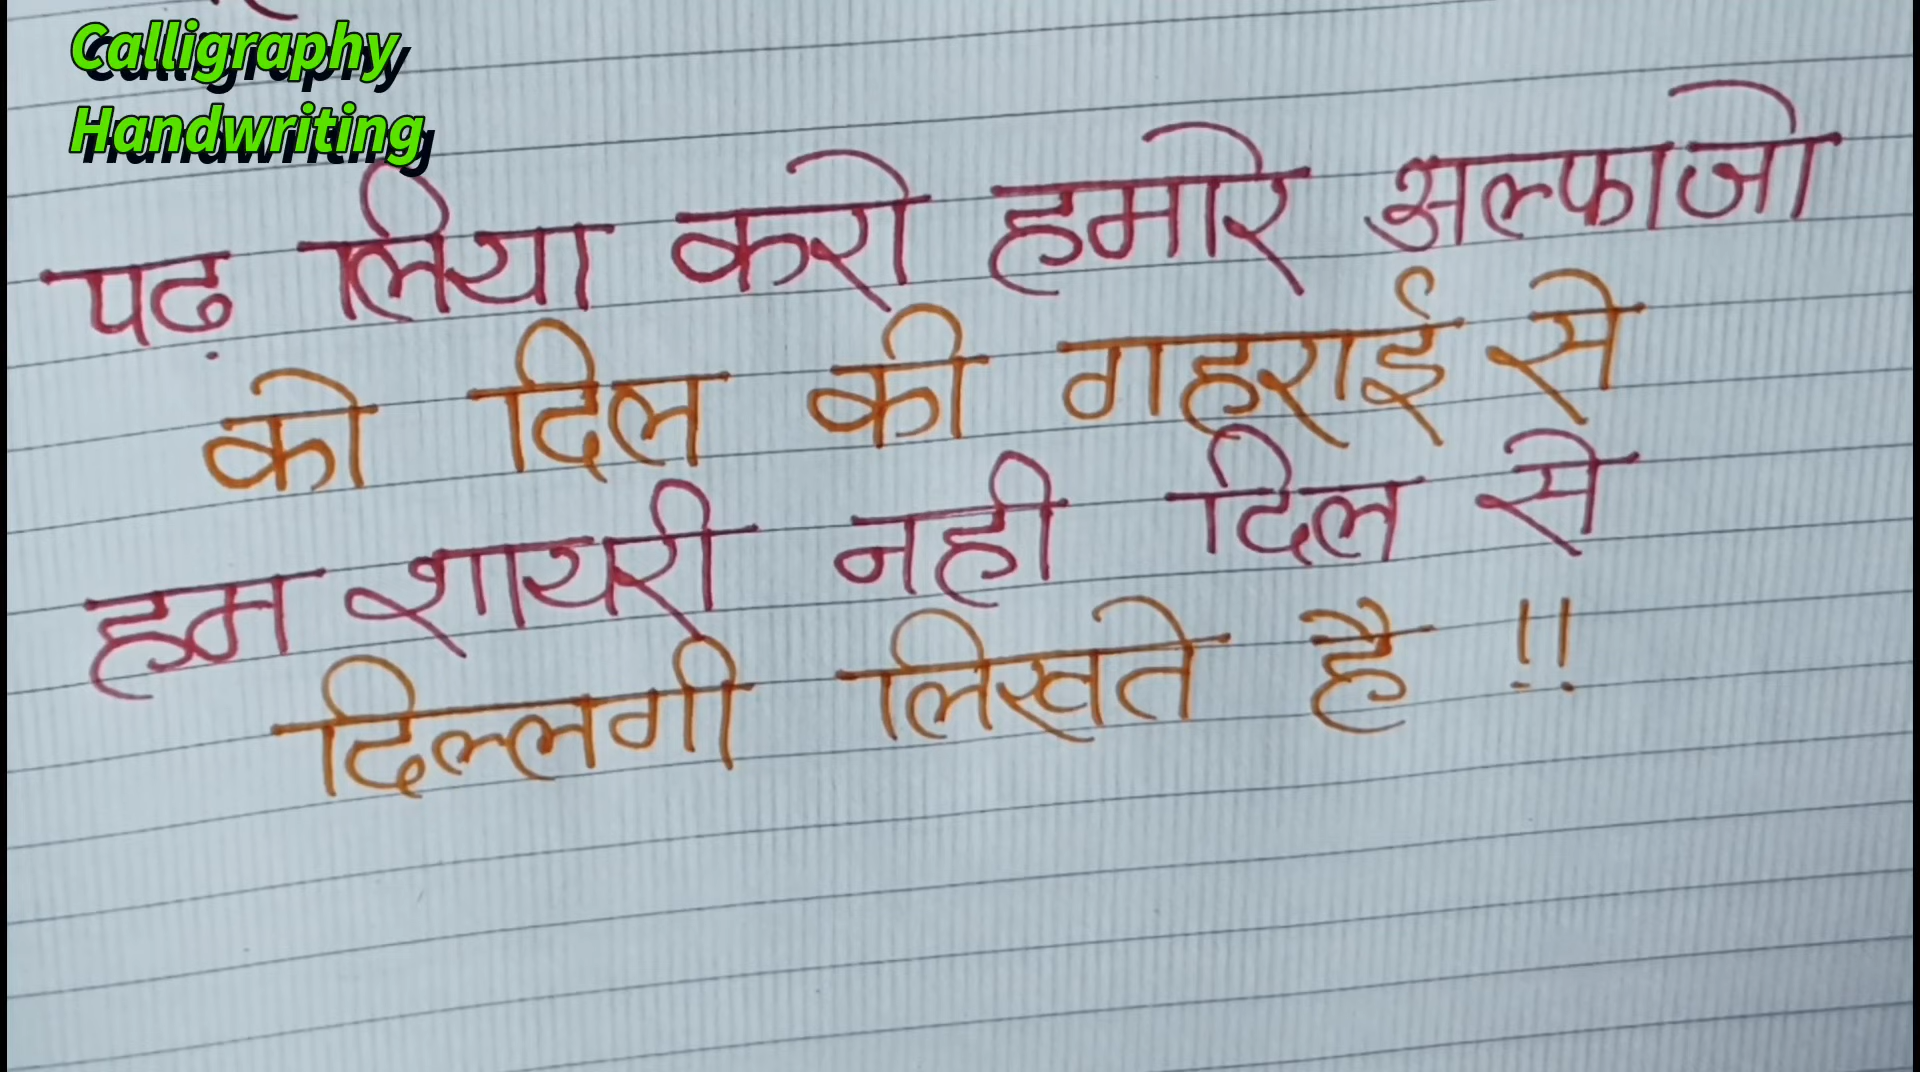 Calligraphy
Handwriting
पढ़ लिया करो हमारे अल्फाजो
को दिल की गहराई से
हम शायरी नही दिल से
दिल्लगी लिखते है !!